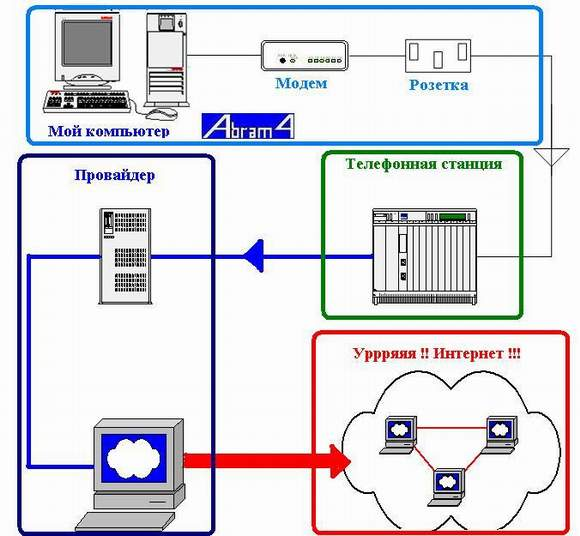 Модем
Розетка
Мой компьютер
Abram4
Провайдер
Телефонная станция
Уррряяя !! Интернет !!!